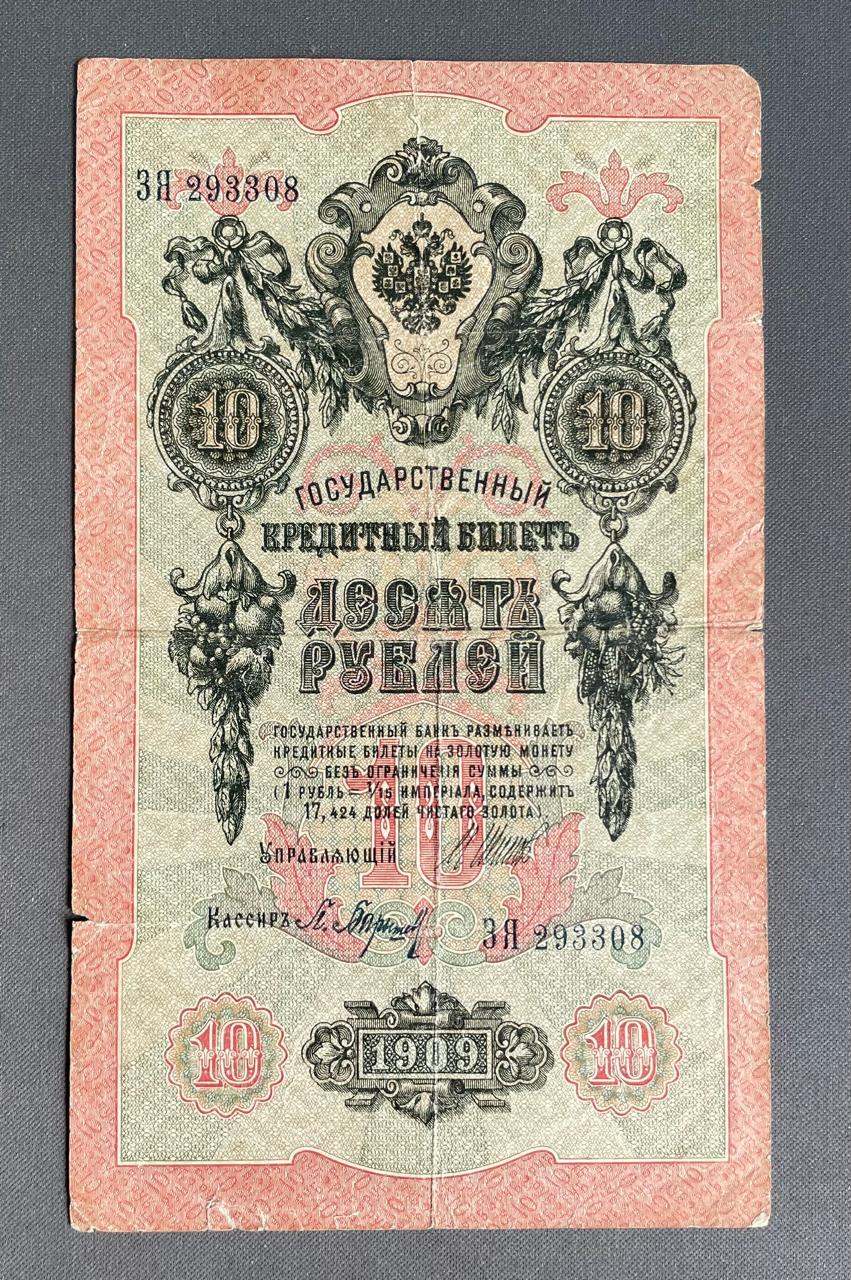 ЗЯ 293308
10 10
ГОСУДАРСТВЕННЫЙ
КРЕДИТНЫЙ БИЛЕТЪ
ДЕСЯТЬ
РУБЛЕЙ
ГОСУДАРСТВЕННЫЙ БАНКЪ РАЗМѢНИВАЕТЪ
КРЕДИТНЫЕ БИЛЕТЫ НА ЗОЛОТУЮ МОНЕТУ
БЕЗЪ ОГРАНИЧЕНІЯ СУММЫ
(1 РУБЛЬ = 1/15 ИМПЕРІАЛА, СОДЕРЖИТЪ
17,424 ДОЛЕЙ ЧИСТАГО ЗОЛОТА)
10
УПРАВЛЯЮЩІЙ
Кассиръ
ЗЯ 293308
10 1909 10